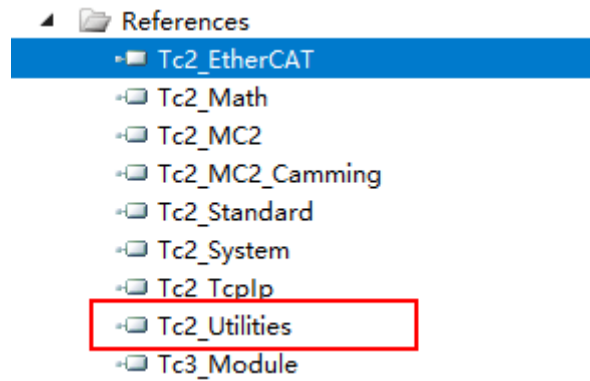 References
Tc2_EtherCAT
Tc2_Math
Tc2_MC2
Tc2_MC2_Camming
Tc2_Standard
Tc2_System
Tc2_TcpIp
Tc2_Utilities
Tc3_Module